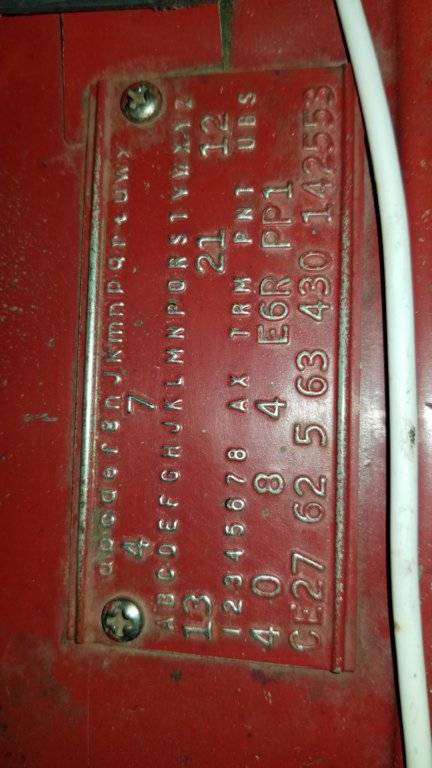 abcdefghJkmnpqrtuwy
4 7
ABCDEFGHJKLMNPQRSTVWXYZ
13 21 12
12345678 AX TRM PNT UBS
4 0 8 4 E6R PP1
CE27 62 5 63 430 142553